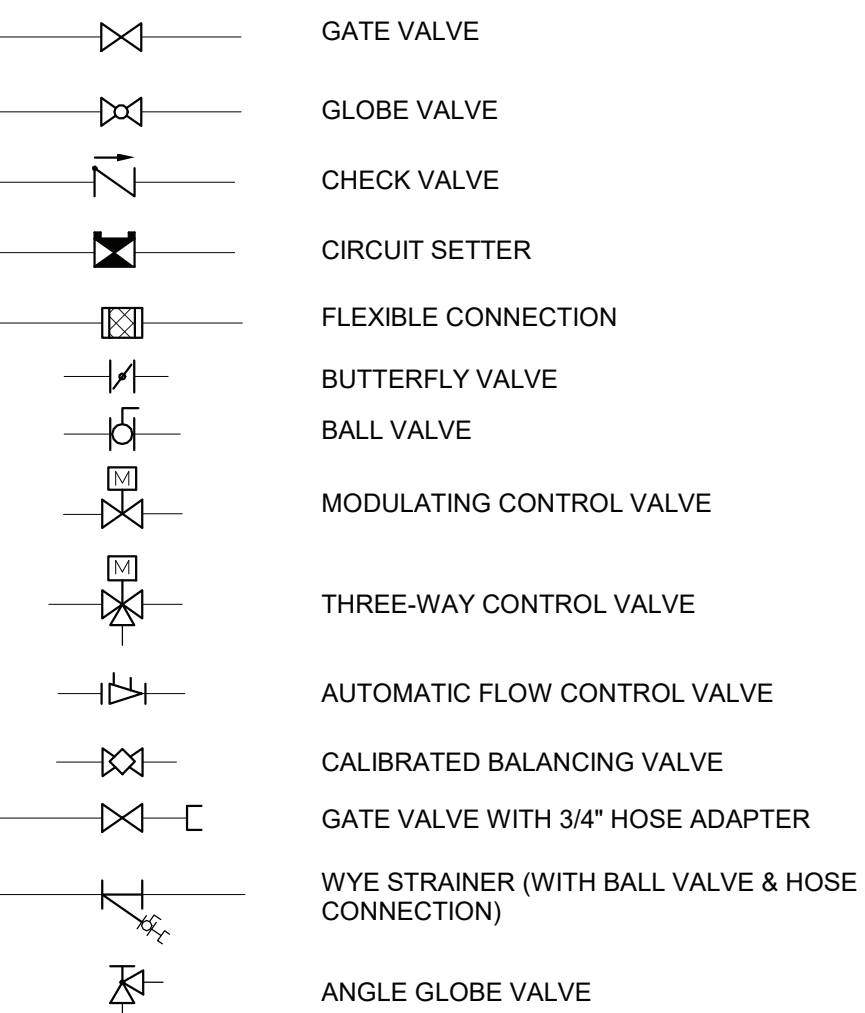 GATE VALVE
GLOBE VALVE
CHECK VALVE
CIRCUIT SETTER
FLEXIBLE CONNECTION
BUTTERFLY VALVE
BALL VALVE
M
MODULATING CONTROL VALVE
M
THREE-WAY CONTROL VALVE
AUTOMATIC FLOW CONTROL VALVE
CALIBRATED BALANCING VALVE
GATE VALVE WITH 3/4" HOSE ADAPTER
WYE STRAINER (WITH BALL VALVE & HOSE
CONNECTION)
ANGLE GLOBE VALVE